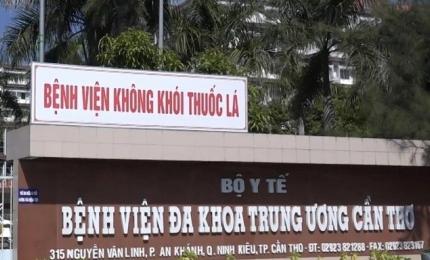 BỆNH VIỆN KHÔNG KHÓI THUỐC LÁ
BỘ Y TẾ
BỆNH VIỆN ĐA KHOA TRUNG ƯƠNG CẦN THƠ
315 NGUYỄN VĂN LINH, P. AN KHÁNH, Q. NINH KIỀU, TP. CẦN THƠ - ĐT: 02923 821288 - FAX: